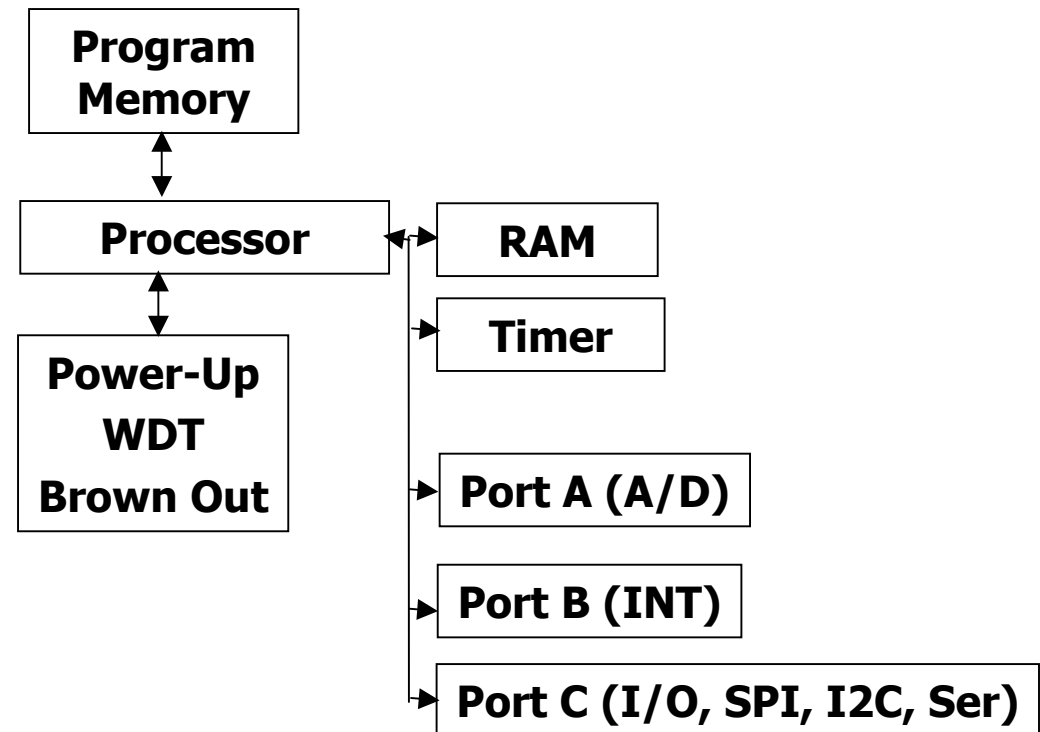 Program
Memory
Processor
RAM
Timer
Power-Up
WDT
Brown Out
Port A (A/D)
Port B (INT)
Port C (I/O, SPI, I2C, Ser)